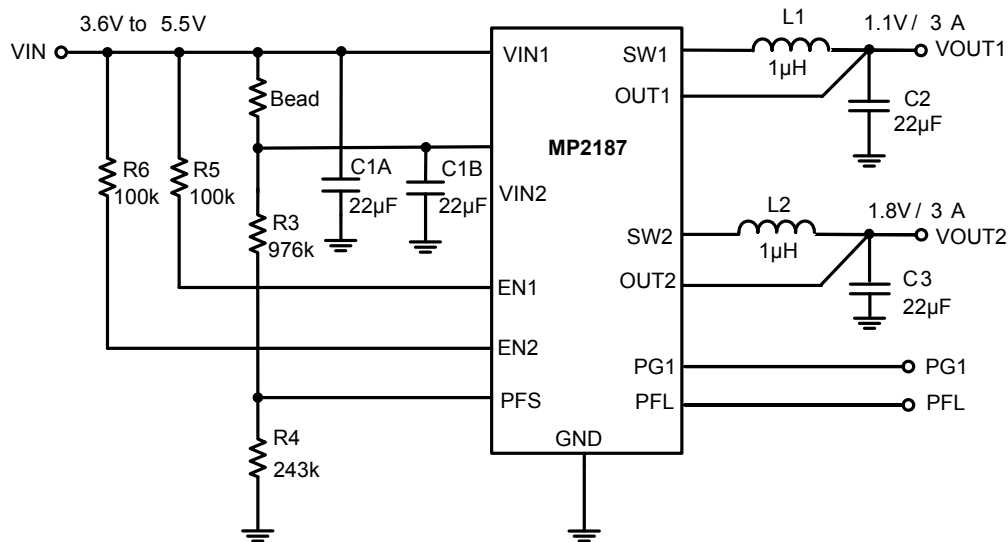 3.6V to 5.5V
VIN
Bead
R6
100k
R5
100k
R3
976k
C1A
22µF
C1B
22µF
R4
243k
VIN1
VIN2
EN1
EN2
PFS
GND
MP2187
SW1
OUT1
SW2
OUT2
PG1
PFL
L1
1µH
1.1V / 3 A
VOUT1
C2
22µF
L2
1µH
1.8V / 3 A
VOUT2
C3
22µF
PG1
PFL